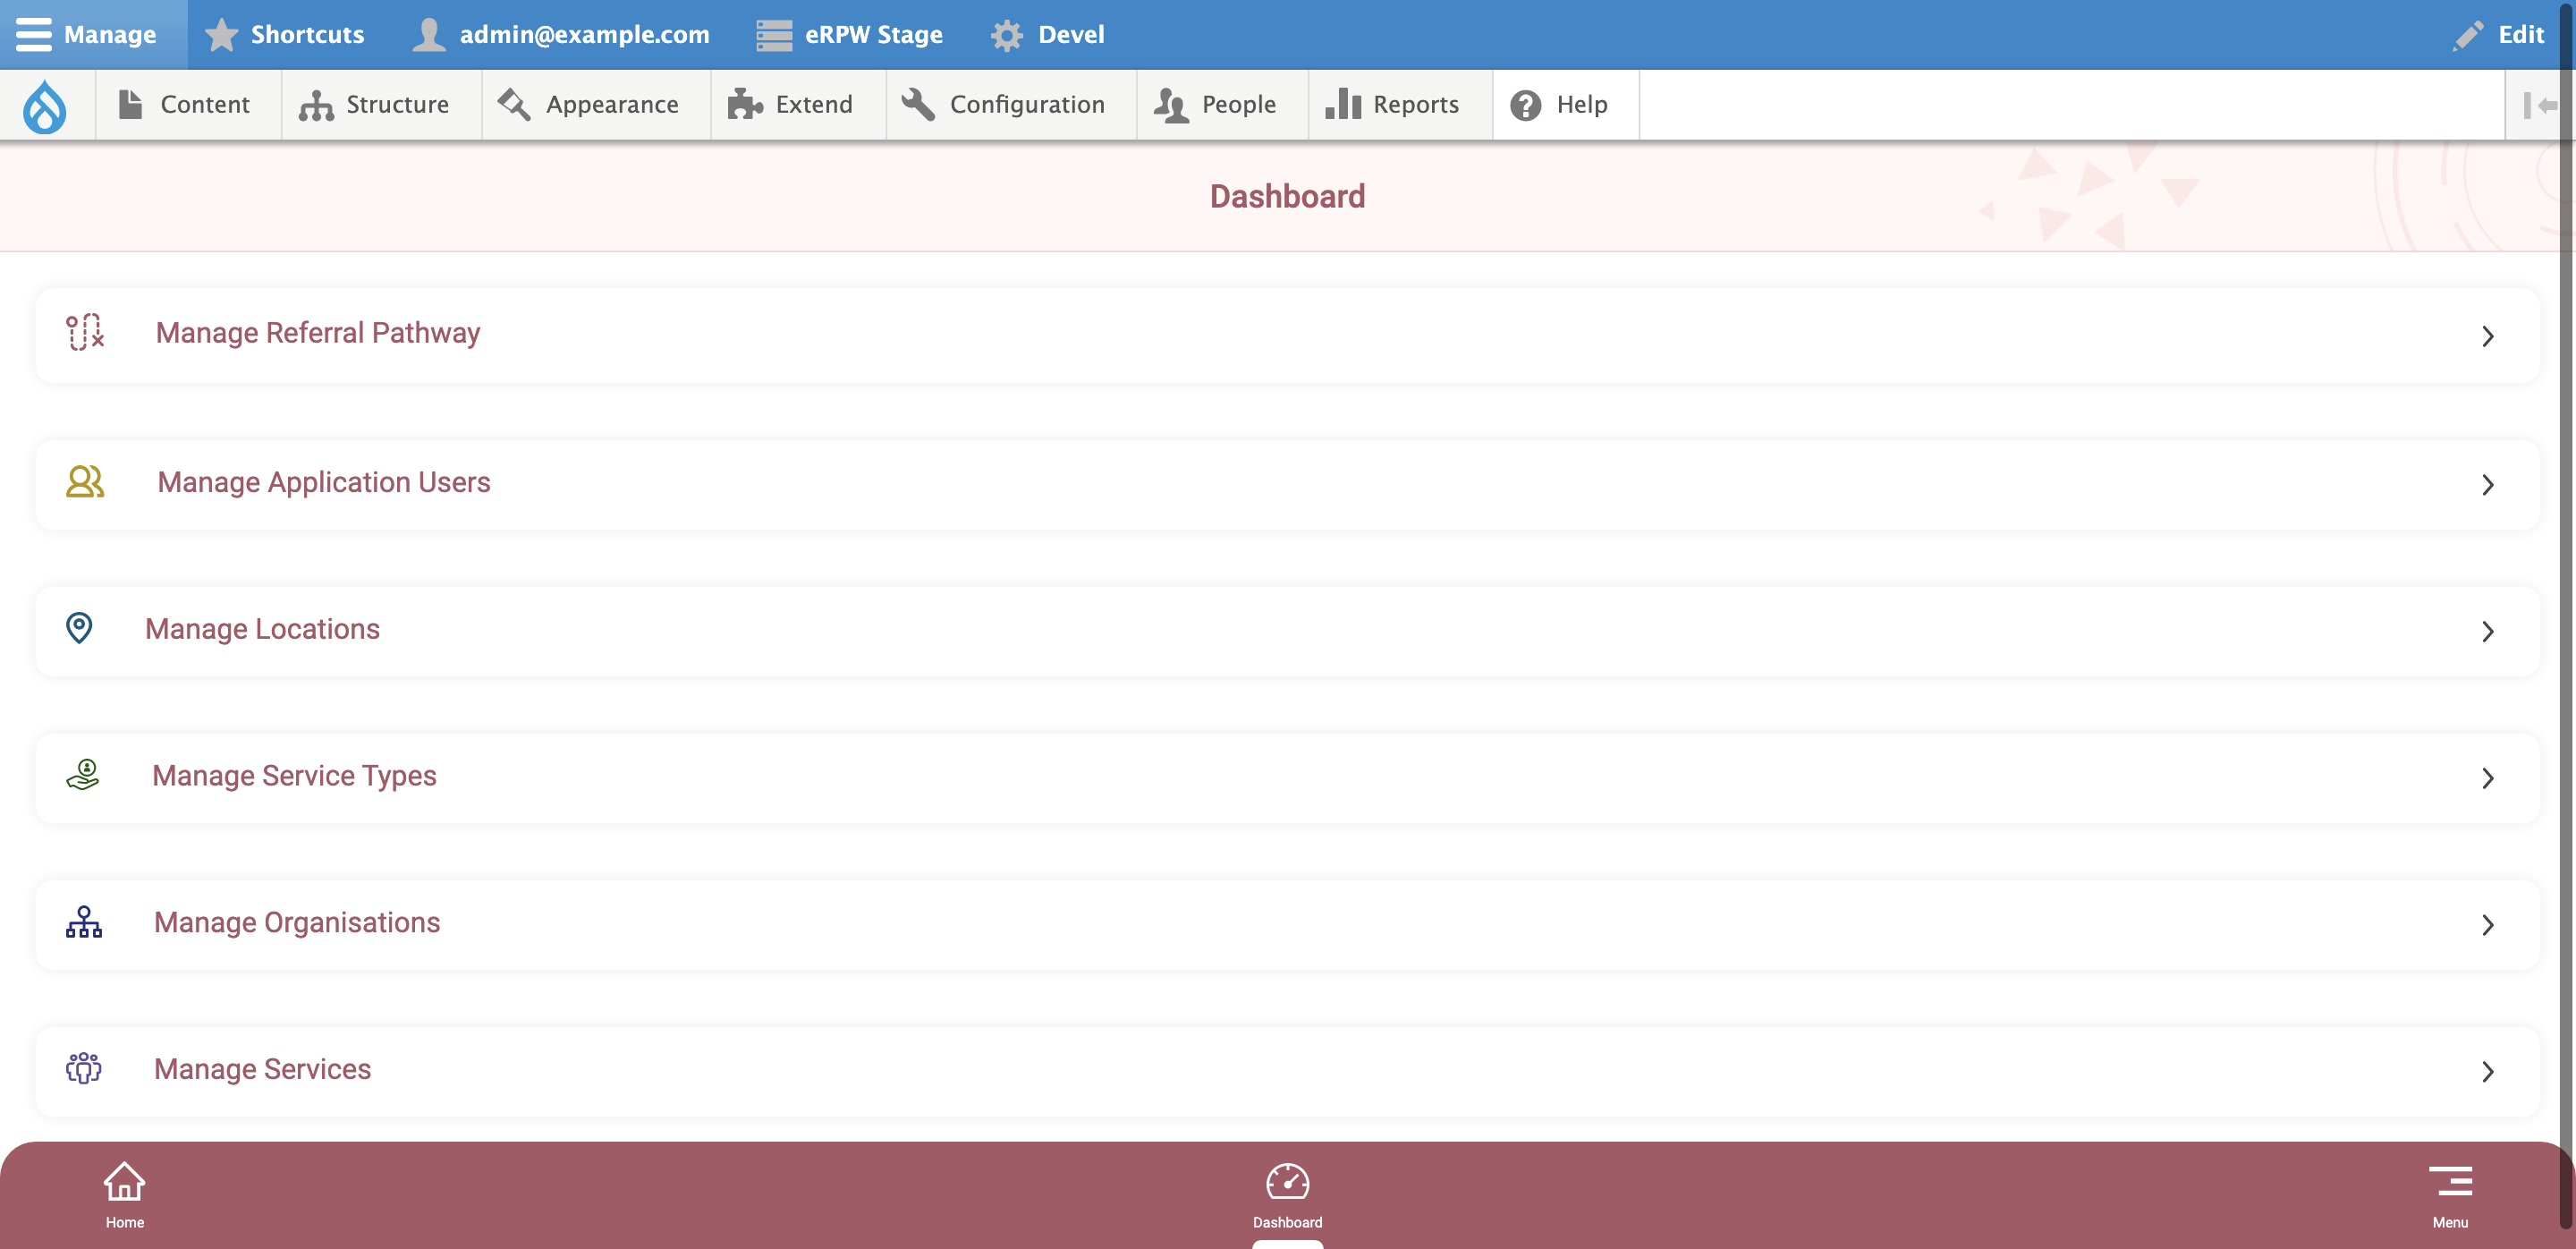 Manage Shortcuts admin@example.com eRPW Stage Devel Edit
Content Structure Appearance Extend Configuration People Reports Help
Dashboard
Manage Referral Pathway
Manage Application Users
Manage Locations
Manage Service Types
Manage Organisations
Manage Services
Home Dashboard Menu